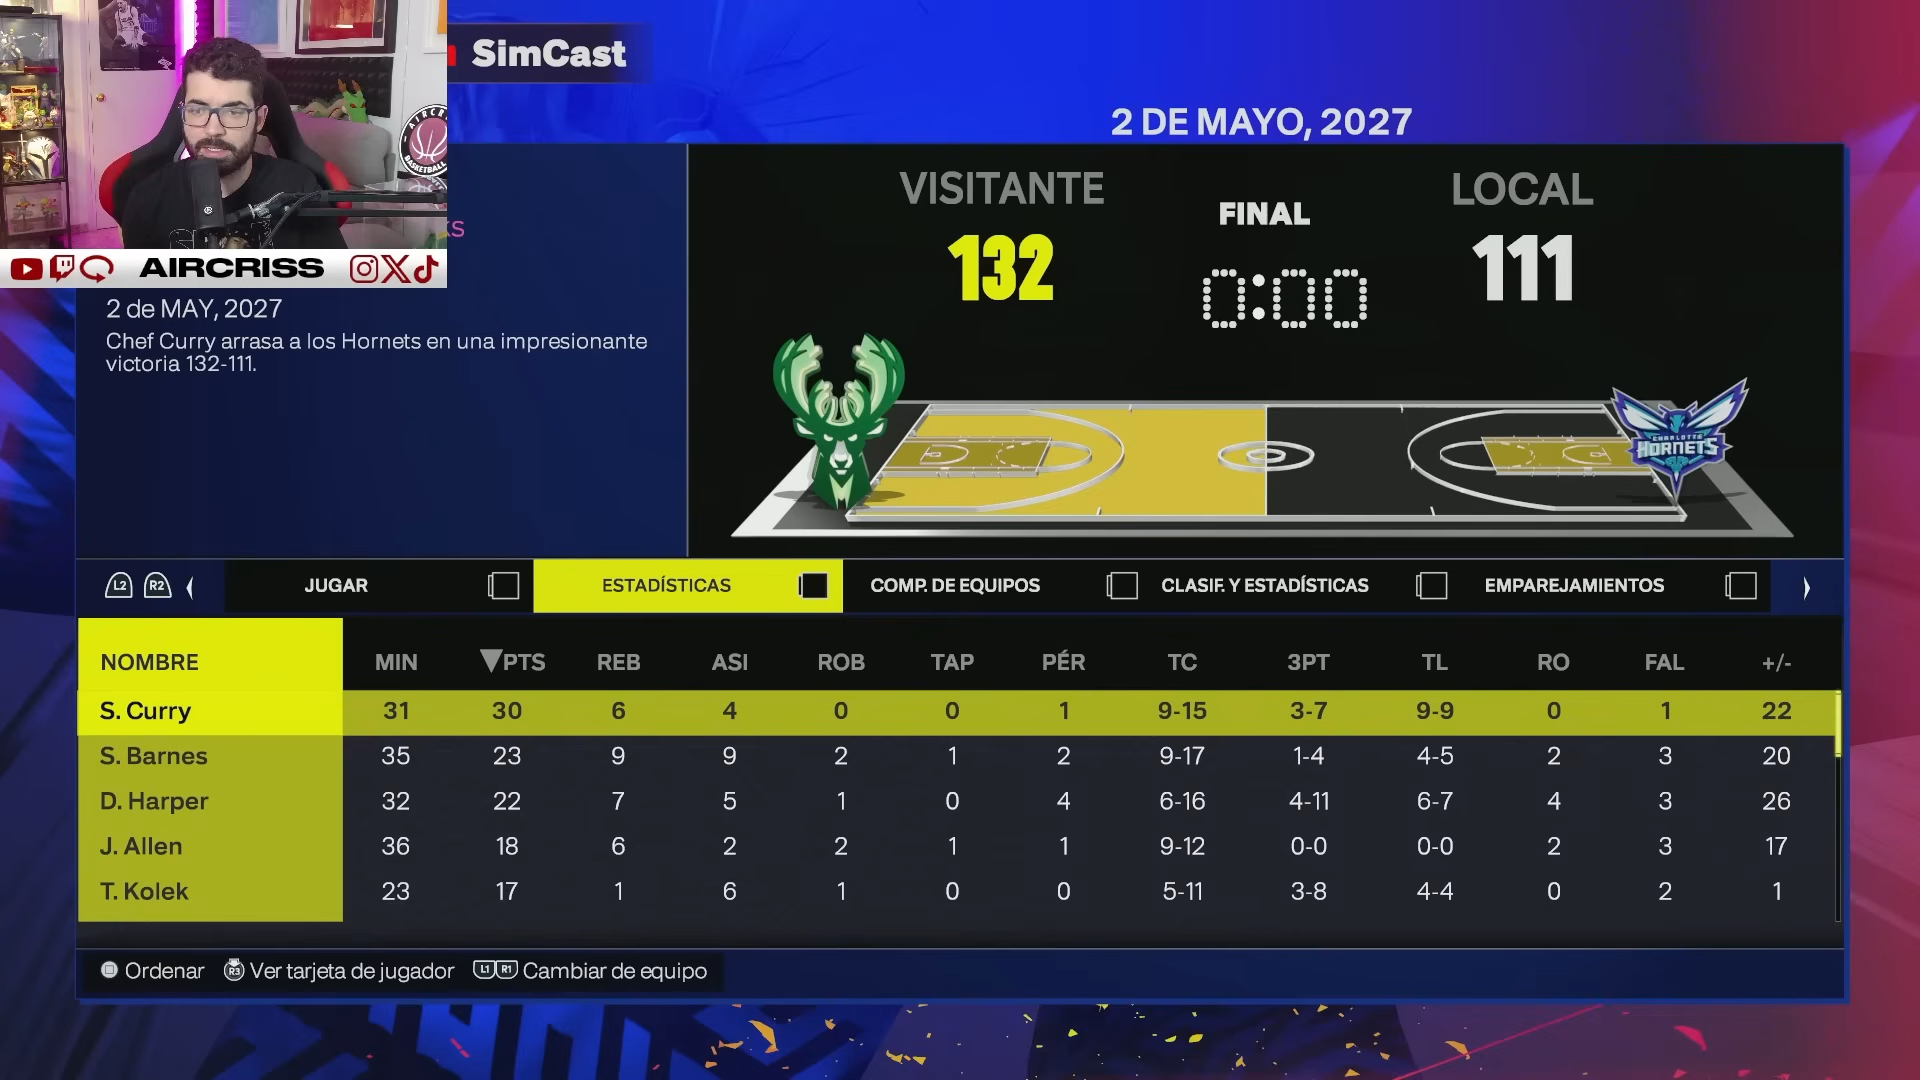 SimCast
AIRCRISS
2 DE MAYO, 2027
VISITANTE
132
FINAL
0:00
LOCAL
111
2 de MAY, 2027
Chef Curry arrasa a los Hornets en una impresionante
victoria 132-111.
CHARLOTTE
HORNETS
L2 R2 JUGAR ESTADÍSTICAS COMP. DE EQUIPOS CLASIF. Y ESTADÍSTICAS EMPAREJAMIENTOS
NOMBRE MIN PTS REB ASI ROB TAP PÉR TC 3PT TL RO FAL +/-
S. Curry 31 30 6 4 0 0 1 9-15 3-7 9-9 0 1 22
S. Barnes 35 23 9 9 2 1 2 9-17 1-4 4-5 2 3 20
D. Harper 32 22 7 5 1 0 4 6-16 4-11 6-7 4 3 26
J. Allen 36 18 6 2 2 1 1 9-12 0-0 0-0 2 3 17
T. Kolek 23 17 1 6 1 0 0 5-11 3-8 4-4 0 2 1
Ordenar R3 Ver tarjeta de jugador L1 R1 Cambiar de equipo